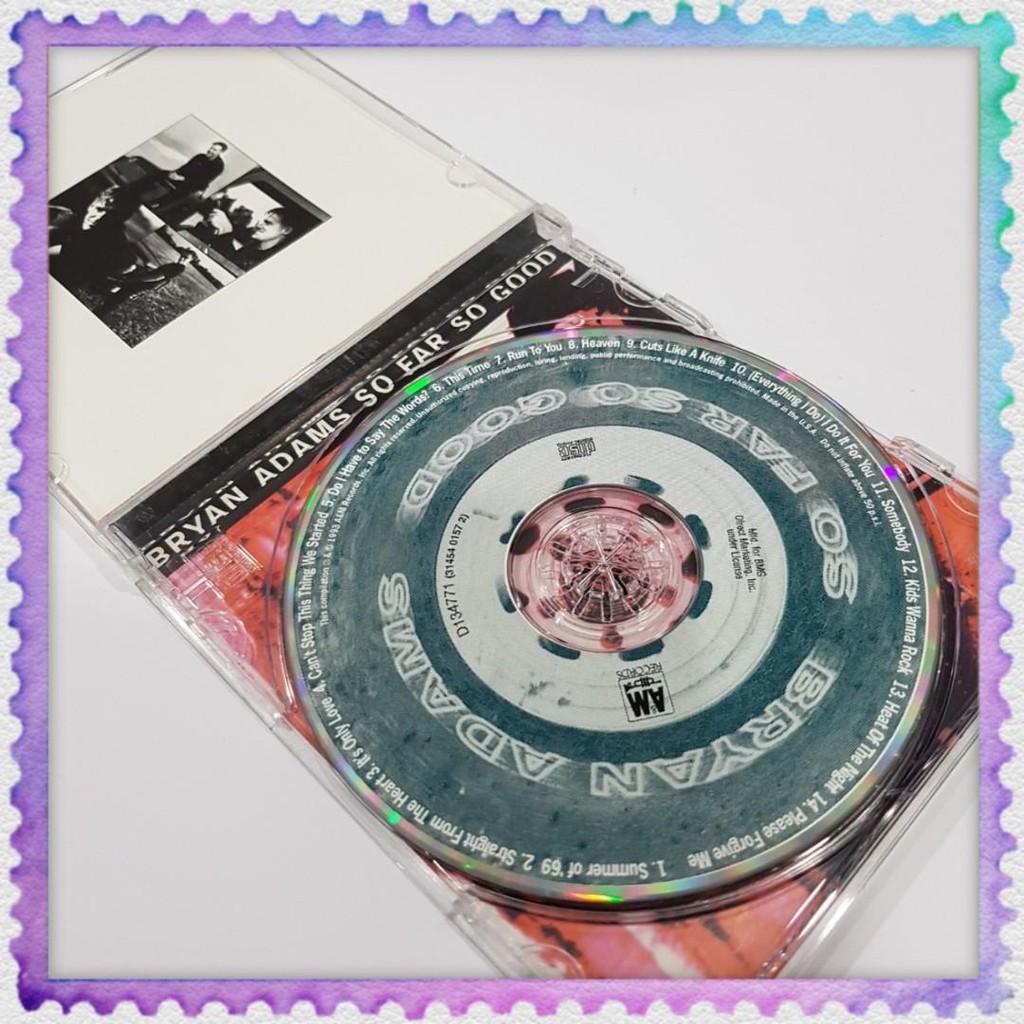 BRYAN ADAMS SO FAR SO GOOD
1. Summer of '69 2. Straight From The Heart 3. It's Only Love 4. Can't Stop This Thing We Started 5. Do I Have to Say The Words? 6. This Time 7. Run To You 8. Heaven 9. Cuts Like A Knife 10. (Everything I Do) I Do It For You 11. Somebody 12. Kids Wanna Rock 13. Heat Of The Night 14. Please Forgive Me
This compilation ℗ & © 1993 A&M Records, Inc. All rights reserved. Unauthorized copying, reproduction, hiring, lending, public performance and broadcasting prohibited. Made in the U.S.A. Do not inflate above 50 p.s.i.
BRYAN ADAMS
SO FAR SO GOOD
D134771 (31454 0157 2)
Mfd. for BMG
Direct Marketing, Inc.
under License
A&M
RECORDS